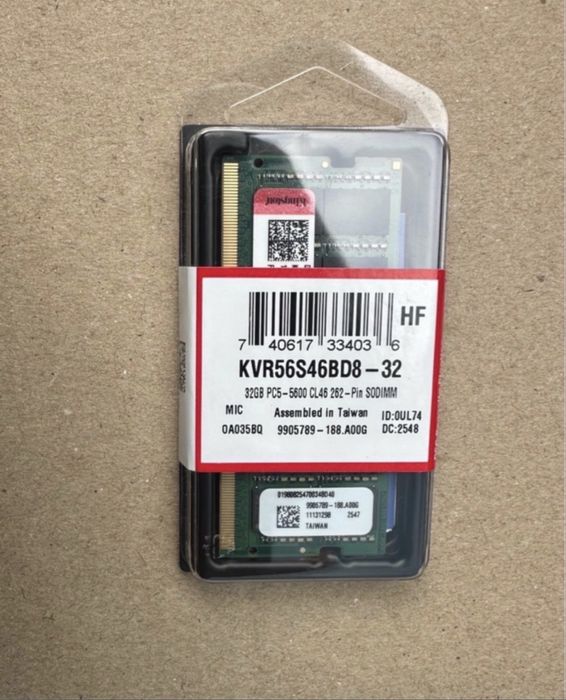 Kingston
HF
7 40617 33403 6
KVR56S46BD8-32
32GB PC5-5600 CL46 262-Pin SODIMM
MIC Assembled in Taiwan ID:0UL74
0A035BQ 9905789-188.A00G DC:2548
9905789-188.A00G
11131298 2547
TAIWAN